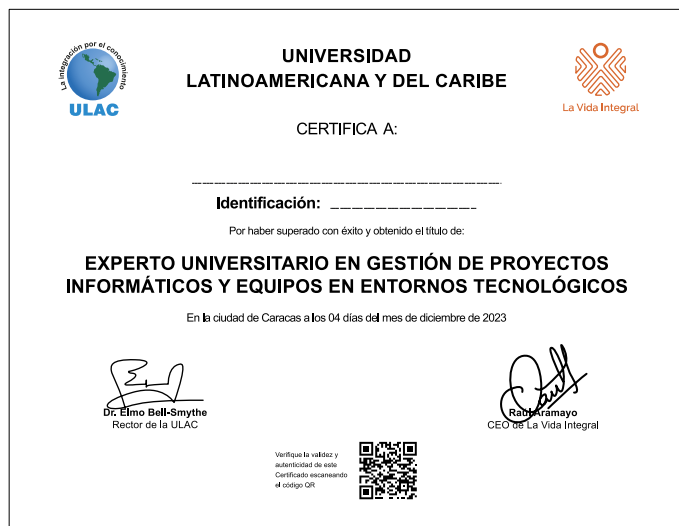 La integración por el conocimiento
ULAC
UNIVERSIDAD
LATINOAMERICANA Y DEL CARIBE
La Vida Integral
CERTIFICA A:
Identificación:
Por haber superado con éxito y obtenido el título de:
EXPERTO UNIVERSITARIO EN GESTIÓN DE PROYECTOS
INFORMÁTICOS Y EQUIPOS EN ENTORNOS TECNOLÓGICOS
En la ciudad de Caracas a los 04 días del mes de diciembre de 2023
Dr. Elmo Bell-Smythe
Rector de la ULAC
Raúl Aramayo
CEO de La Vida Integral
Verifique la validez y
autenticidad de este
Certificado escaneando
el código QR